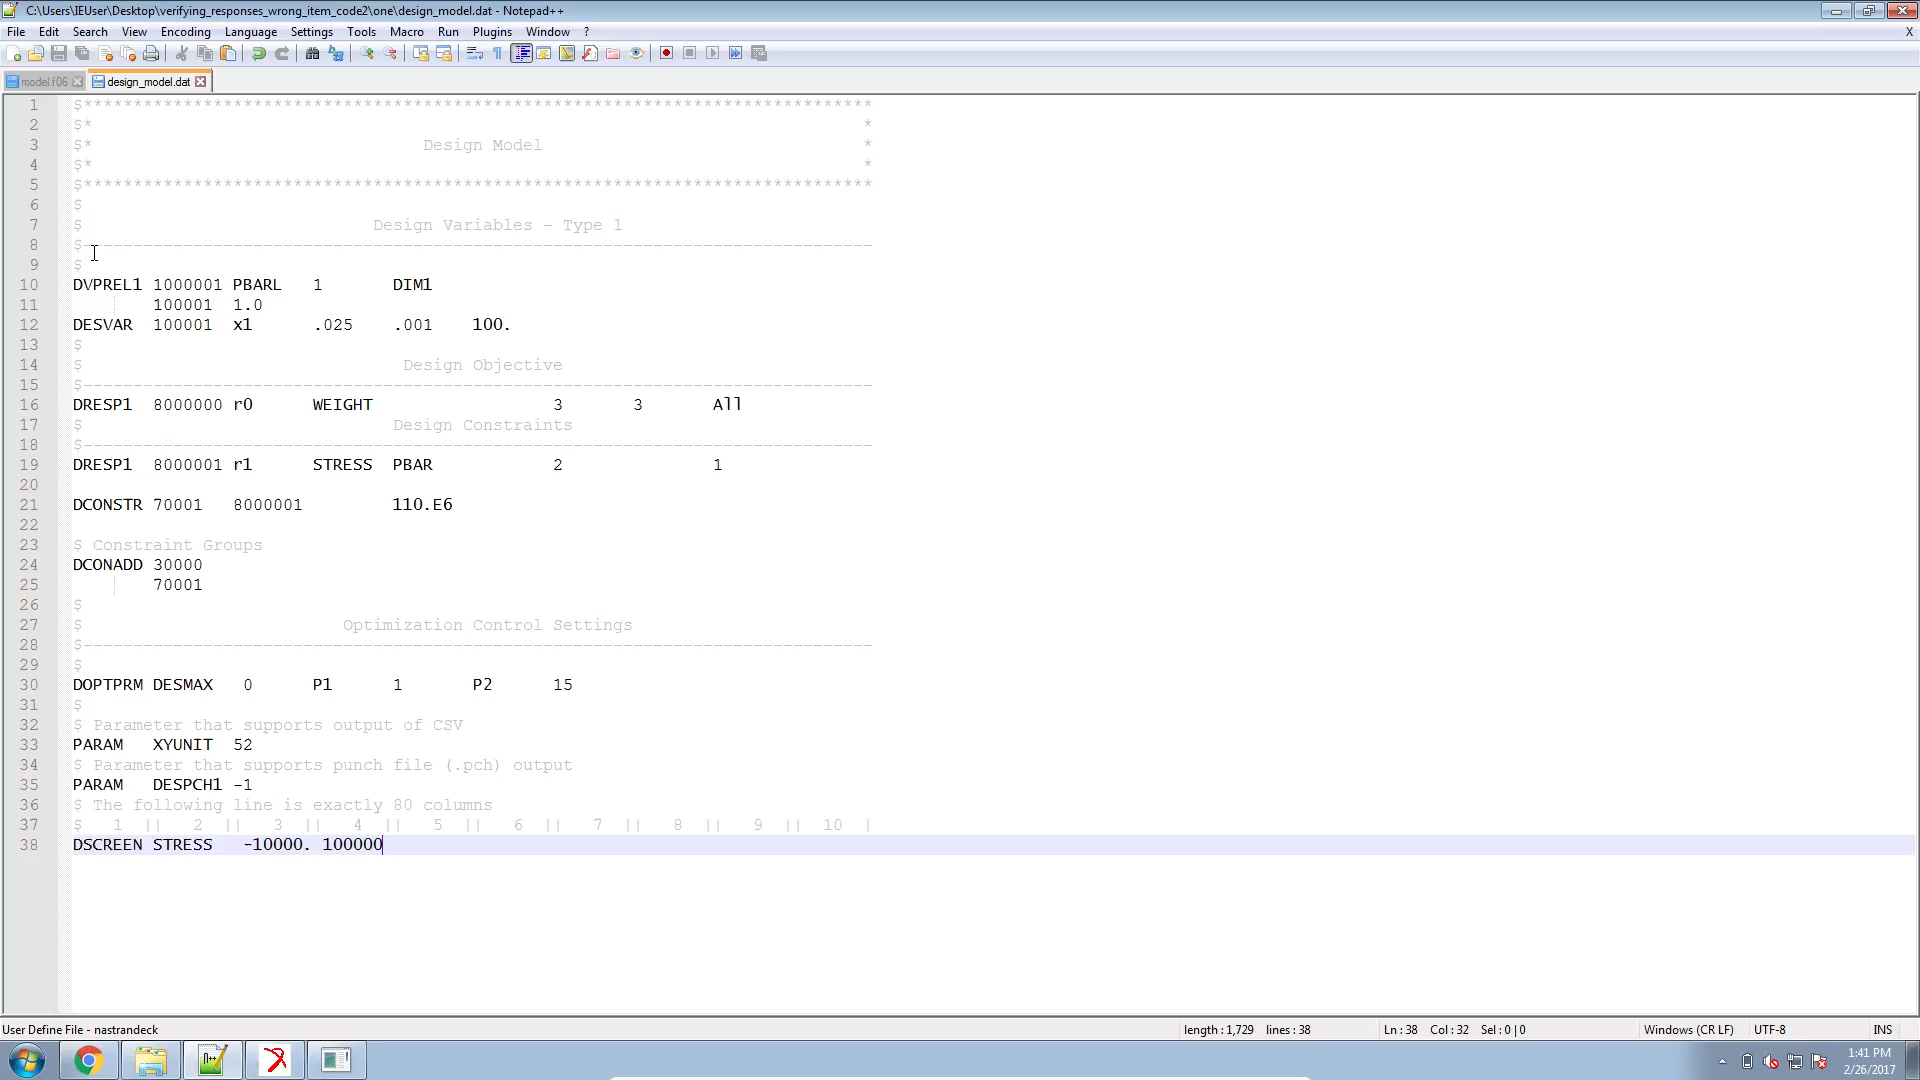 C:\Users\IEUser\Desktop\verifying_responses_wrong_item_code2\one\design_model.dat - Notepad++
File Edit Search View Encoding Language Settings Tools Macro Run Plugins Window ? X
model.f06 design_model.dat
1 $*******************************************************************************
2 $* *
3 $* Design Model *
4 $* *
5 $*******************************************************************************
6 $
7 $ Design Variables - Type 1
8 $-------------------------------------------------------------------------------
9 $
10 DVPREL1 1000001 PBARL 1 DIM1
11 100001 1.0
12 DESVAR 100001 x1 .025 .001 100.
13 $
14 $ Design Objective
15 $-------------------------------------------------------------------------------
16 DRESP1 8000000 r0 WEIGHT 3 3 All
17 $ Design Constraints
18 $-------------------------------------------------------------------------------
19 DRESP1 8000001 r1 STRESS PBAR 2 1
20
21 DCONSTR 70001 8000001 110.E6
22
23 $ Constraint Groups
24 DCONADD 30000
25 70001
26 $
27 $ Optimization Control Settings
28 $-------------------------------------------------------------------------------
29 $
30 DOPTPRM DESMAX 0 P1 1 P2 15
31 $
32 $ Parameter that supports output of CSV
33 PARAM XYUNIT 52
34 $ Parameter that supports punch file (.pch) output
35 PARAM DESPCH1 -1
36 $ The following line is exactly 80 columns
37 $ 1 || 2 || 3 || 4 || 5 || 6 || 7 || 8 || 9 || 10 |
38 DSCREEN STRESS -10000. 100000
User Define File - nastrandeck length : 1,729 lines : 38 Ln : 38 Col : 32 Sel : 0 | 0 Windows (CR LF) UTF-8 INS
1:41 PM
2/26/2017